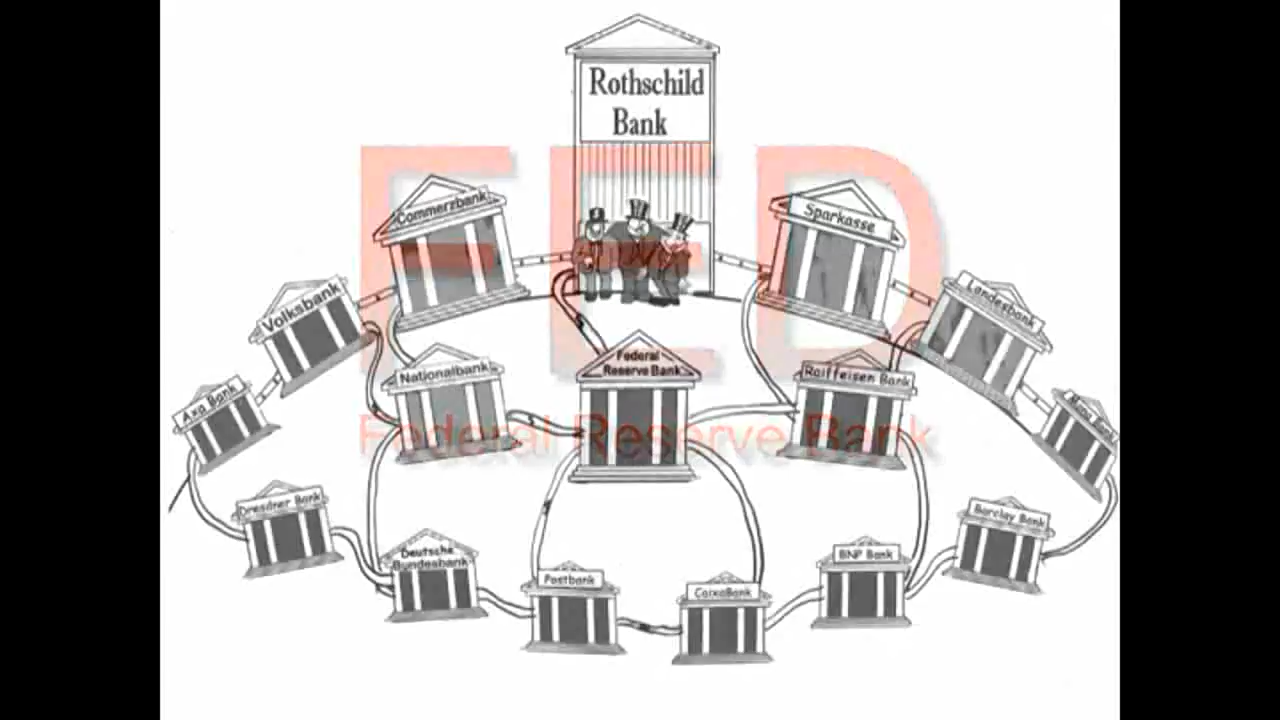 Rothschild
Bank
FED
Commerzbank
Sparkasse
Volksbank
Landesbank
Nationalbank
Federal
Reserve Bank
Raiffeisen Bank
Axa Bank
Federal Reserve Bank
Dresdner Bank
Barclay Bank
Deutsche
Bundesbank
BNP Bank
Postbank
CaixaBank
Bank